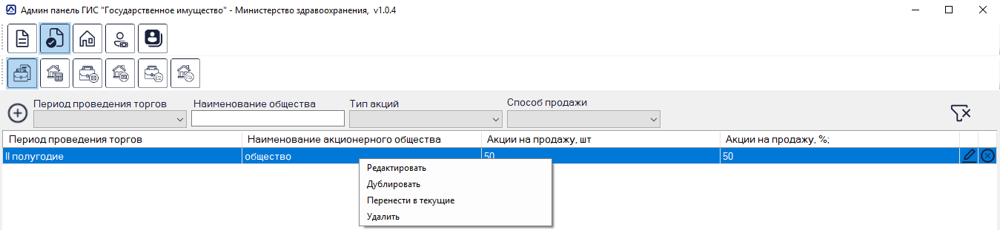 Админ панель ГИС "Государственное имущество" - Министерство здравоохранения, v1.0.4
Период проведения торгов Наименование общества Тип акций Способ продажи
Период проведения торгов Наименование акционерного общества Акции на продажу, шт Акции на продажу, %;
II полугодие общество 50 50
Редактировать
Дублировать
Перенести в текущие
Удалить